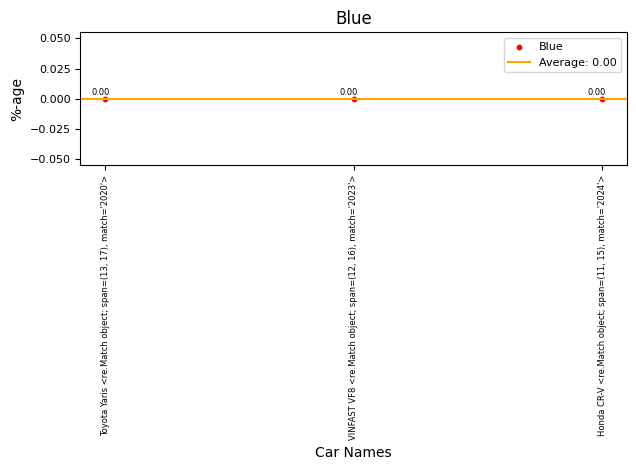 Blue
0.050
0.025
0.000
−0.025
−0.050
%-age
Blue
Average: 0.00
0.00
0.00
0.00
Toyota Yaris <re.Match object; span=(13, 17), match='2020'>
VINFAST VF8 <re.Match object; span=(12, 16), match='2023'>
Honda CR-V <re.Match object; span=(11, 15), match='2024'>
Car Names